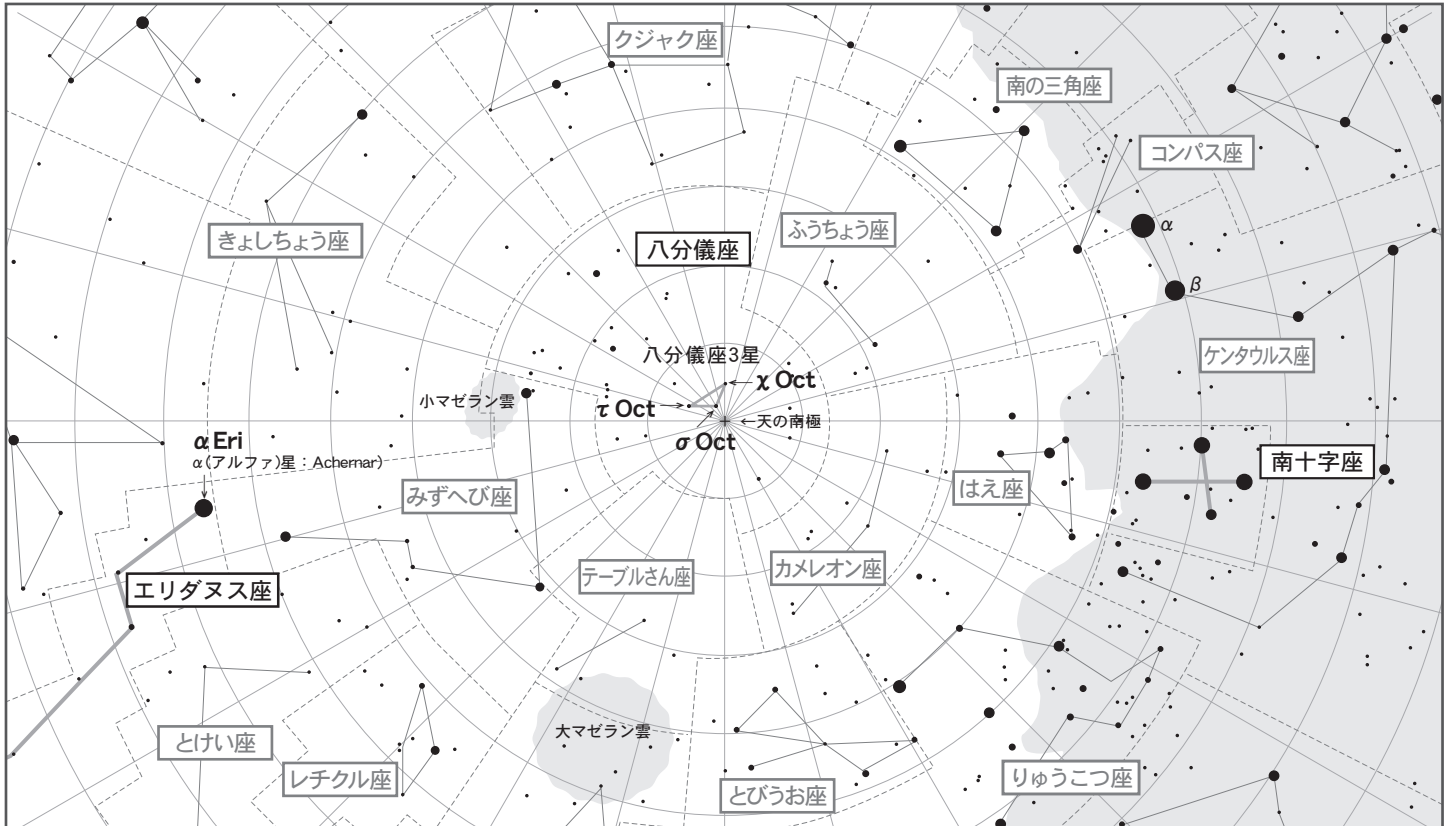 クジャク座
南の三角座
コンパス座
きょしちょう座
八分儀座
ふうちょう座
α
β
ケンタウルス座
八分儀座3星
χ Oct
小マゼラン雲
τ Oct
←天の南極
σ Oct
α Eri
α(アルファ)星:Achernar)
みずへび座
はえ座
南十字座
エリダヌス座
テーブルさん座
カメレオン座
とけい座
大マゼラン雲
レチクル座
とびうお座
りゅうこつ座